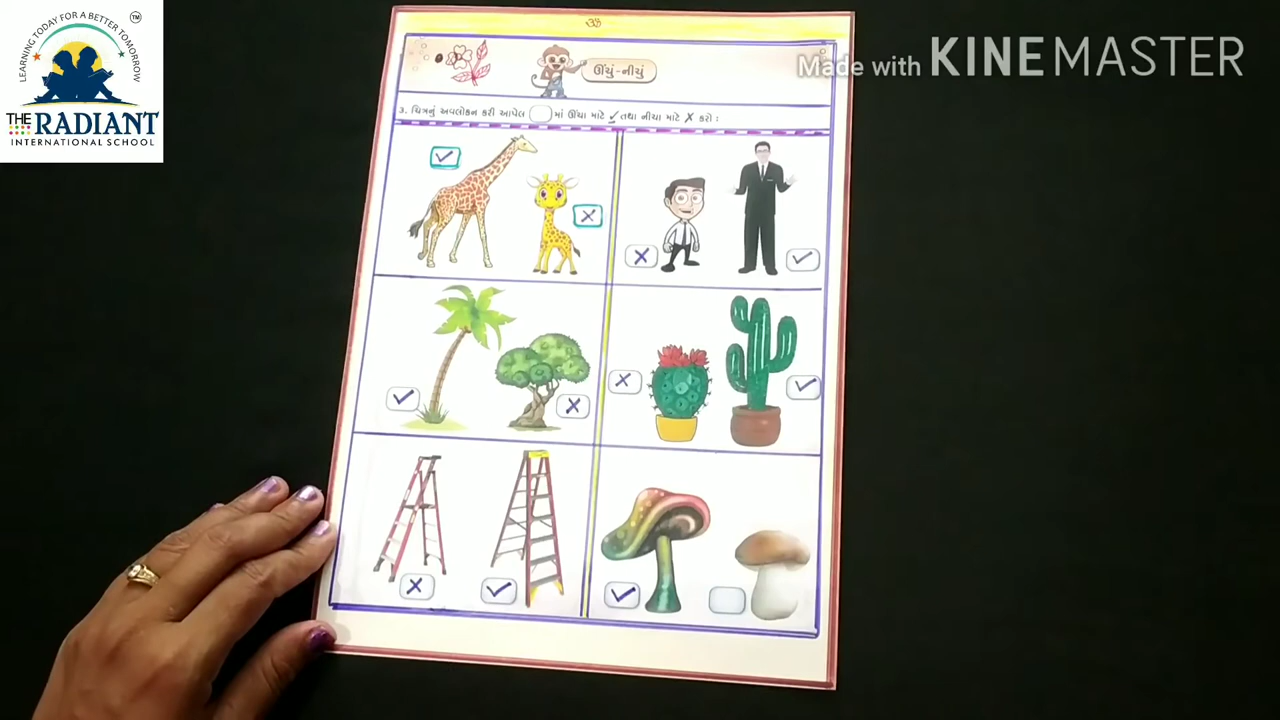 LEARNING TODAY FOR A BETTER TOMORROW
TM
THE RADIANT
INTERNATIONAL SCHOOL
Made with KINEMASTER
ૐ
ઊંચું-નીચું
૩. ચિત્રનું અવલોકન કરી આપેલ માં ઊંચા માટે ✓ તથા નીચા માટે ✗ કરો :